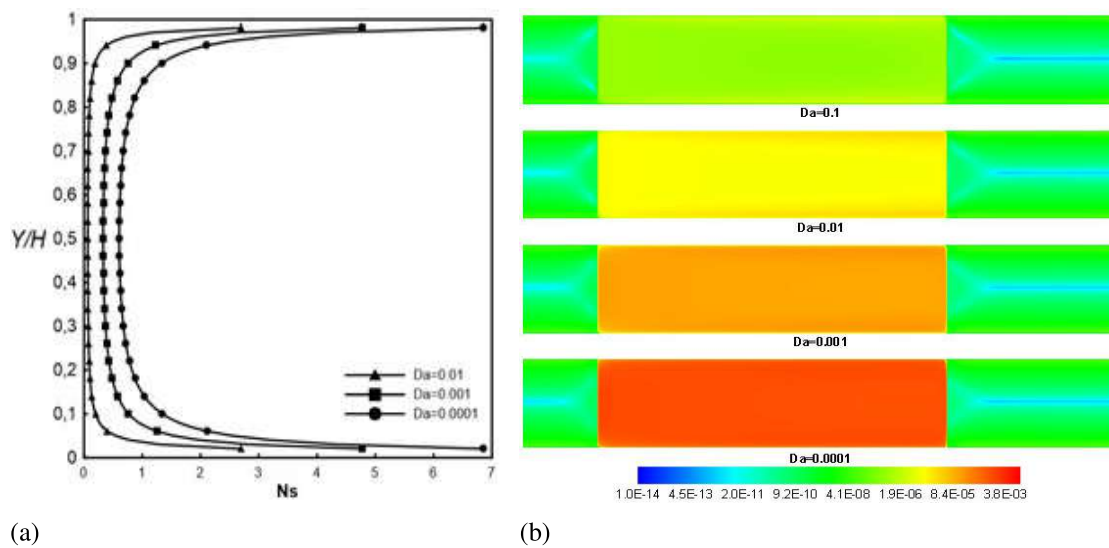 1
0,9
0,8
0,7
0,6
Y/H 0,5
0,4
0,3
0,2
0,1
0
Da=0.01
Da=0.001
Da=0.0001
0 1 2 3 4 5 6 7
Ns
(a)
Da=0.1
Da=0.01
Da=0.001
Da=0.0001
1.0E-14 4.5E-13 2.0E-11 9.2E-10 4.1E-08 1.9E-06 8.4E-05 3.8E-03
(b)